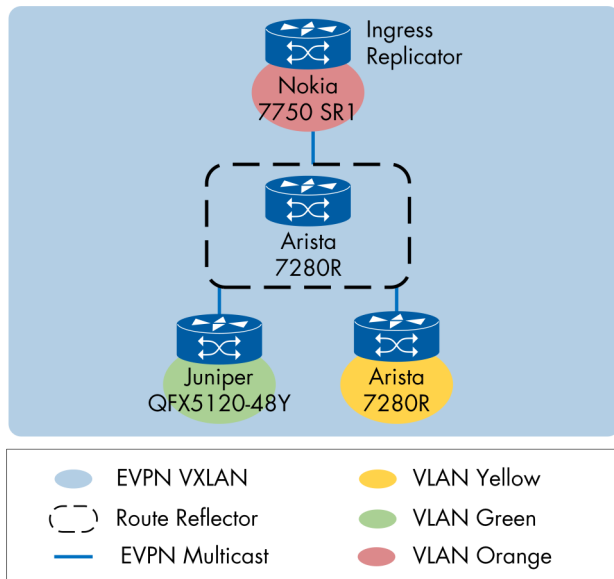 Ingress
Replicator
Nokia
7750 SR1
Arista
7280R
Juniper
QFX5120-48Y
Arista
7280R
EVPN VXLAN
VLAN Yellow
Route Reflector
VLAN Green
EVPN Multicast
VLAN Orange